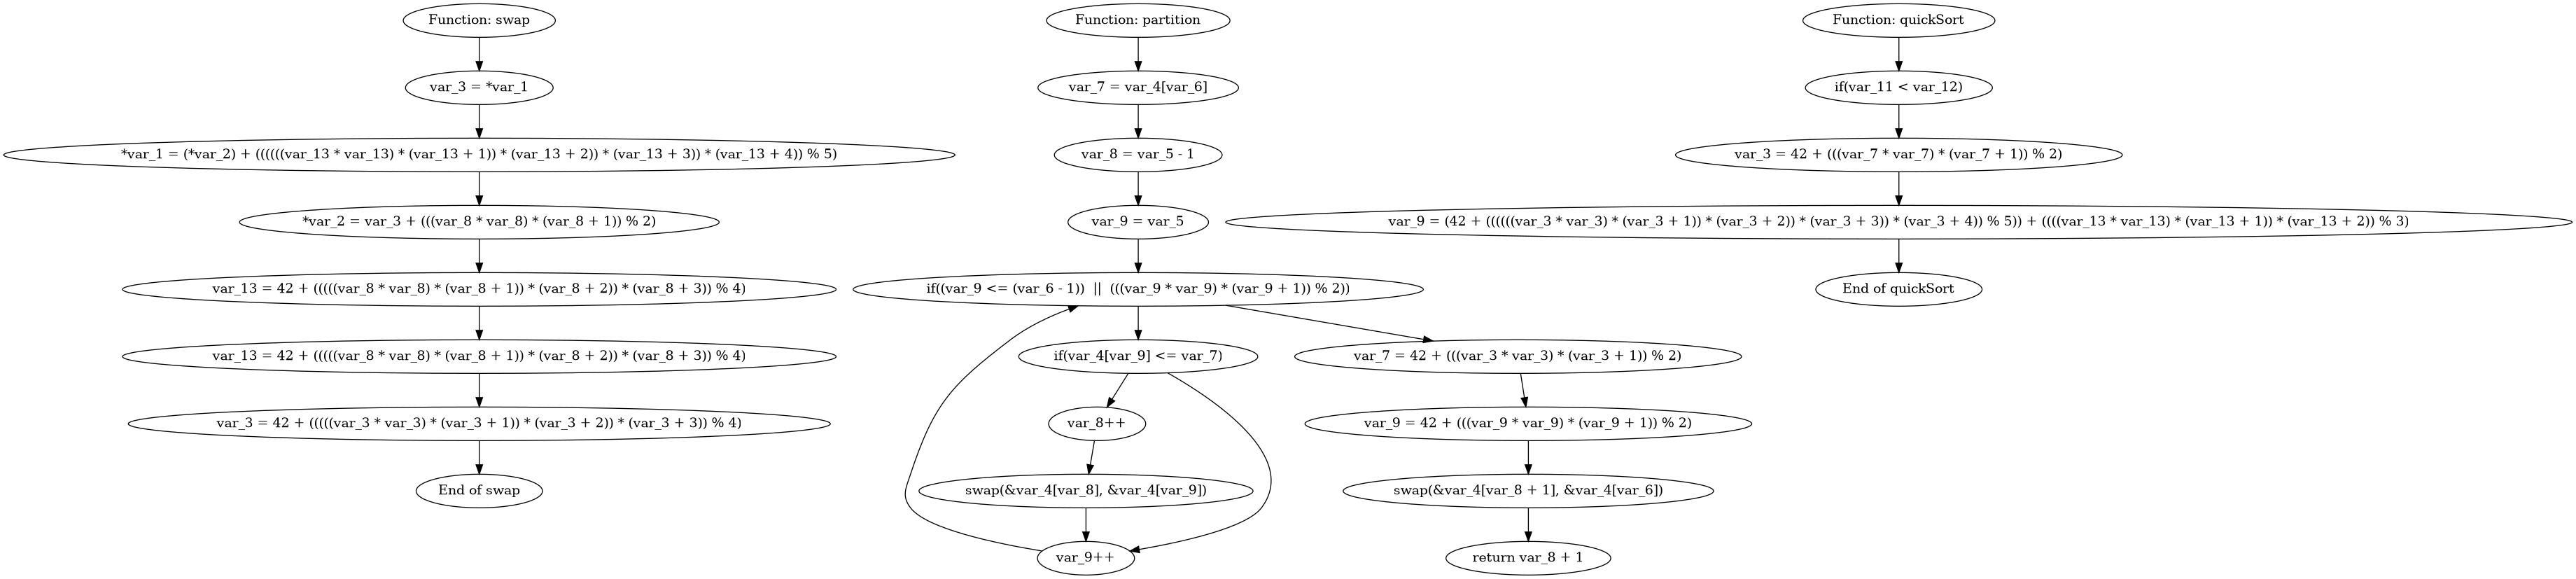 Function: swap
var_3 = *var_1
*var_1 = (*var_2) + ((((((var_13 * var_13) * (var_13 + 1)) * (var_13 + 2)) * (var_13 + 3)) * (var_13 + 4)) % 5)
*var_2 = var_3 + (((var_8 * var_8) * (var_8 + 1)) % 2)
var_13 = 42 + (((((var_8 * var_8) * (var_8 + 1)) * (var_8 + 2)) * (var_8 + 3)) % 4)
var_13 = 42 + (((((var_8 * var_8) * (var_8 + 1)) * (var_8 + 2)) * (var_8 + 3)) % 4)
var_3 = 42 + (((((var_3 * var_3) * (var_3 + 1)) * (var_3 + 2)) * (var_3 + 3)) % 4)
End of swap
Function: partition
var_7 = var_4[var_6]
var_8 = var_5 - 1
var_9 = var_5
if((var_9 <= (var_6 - 1))  ||  (((var_9 * var_9) * (var_9 + 1)) % 2))
if(var_4[var_9] <= var_7)
var_8++
swap(&var_4[var_8], &var_4[var_9])
var_9++
var_7 = 42 + (((var_3 * var_3) * (var_3 + 1)) % 2)
var_9 = 42 + (((var_9 * var_9) * (var_9 + 1)) % 2)
swap(&var_4[var_8 + 1], &var_4[var_6])
return var_8 + 1
Function: quickSort
if(var_11 < var_12)
var_3 = 42 + (((var_7 * var_7) * (var_7 + 1)) % 2)
var_9 = (42 + ((((((var_3 * var_3) * (var_3 + 1)) * (var_3 + 2)) * (var_3 + 3)) * (var_3 + 4)) % 5)) + ((((var_13 * var_13) * (var_13 + 1)) * (var_13 + 2)) % 3)
End of quickSort